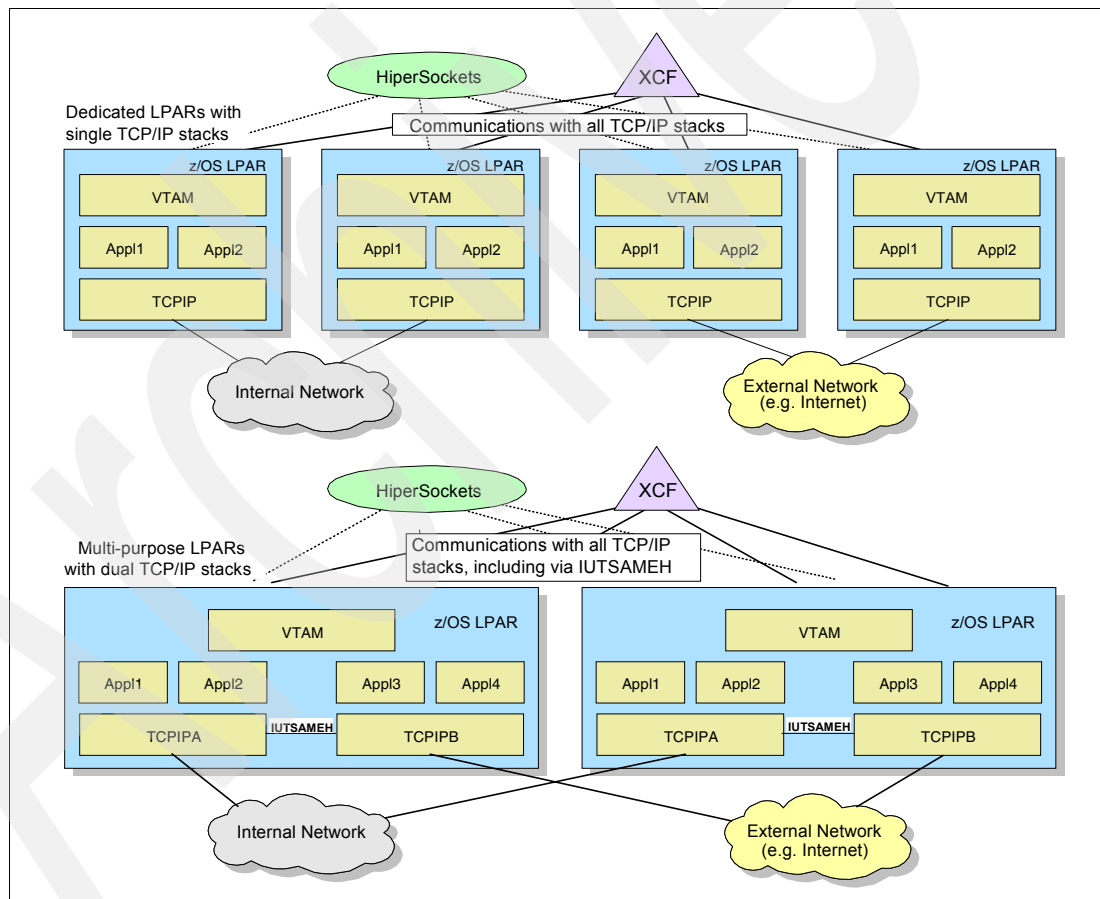 HiperSockets
XCF
Dedicated LPARs with
single TCP/IP stacks
Communications with all TCP/IP stacks
z/OS LPAR
VTAM
Appl1
Appl2
TCPIP
z/OS LPAR
VTAM
Appl1
Appl2
TCPIP
z/OS LPAR
VTAM
Appl1
Appl2
TCPIP
z/OS LPAR
VTAM
Appl1
Appl2
TCPIP
Internal Network
External Network
(e.g. Internet)
HiperSockets
XCF
Multi-purpose LPARs
with dual TCP/IP stacks
Communications with all TCP/IP
stacks, including via IUTSAMEH
z/OS LPAR
VTAM
Appl1
Appl2
Appl3
Appl4
TCPIPA
IUTSAMEH
TCPIPB
z/OS LPAR
VTAM
Appl1
Appl2
Appl3
Appl4
TCPIPA
IUTSAMEH
TCPIPB
Internal Network
External Network
(e.g. Internet)